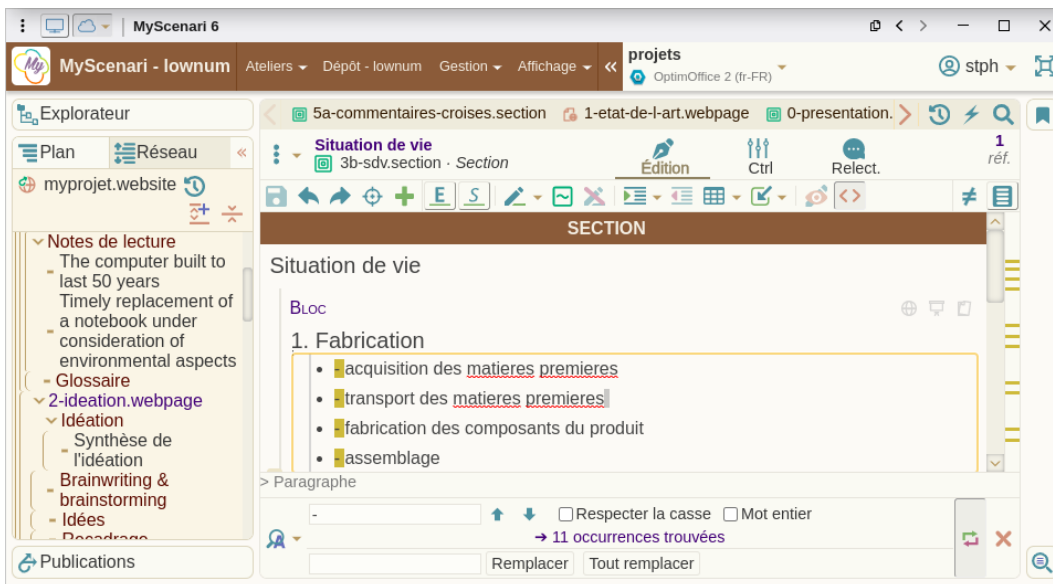 MyScenari 6
My MyScenari - lownum Ateliers Dépôt - lownum Gestion Affichage « projets
OptimOffice 2 (fr-FR)
stph
Explorateur
Plan Réseau «
myprojet.website
Notes de lecture
The computer built to
last 50 years
Timely replacement of
a notebook under
consideration of
environmental aspects
Glossaire
2-ideation.webpage
Idéation
Synthèse de
l'idéation
Brainwriting &
brainstorming
Idées
Recadrage
Publications
5a-commentaires-croises.section 1-etat-de-l-art.webpage 0-presentation.
Situation de vie
3b-sdv.section · Section
Édition Ctrl Relect.
1
réf.
E S
SECTION
Situation de vie
Bloc
1. Fabrication
• -acquisition des matieres premieres
• -transport des matieres premieres
• -fabrication des composants du produit
• -assemblage
> Paragraphe
- Respecter la casse Mot entier
→ 11 occurrences trouvées
Remplacer Tout remplacer